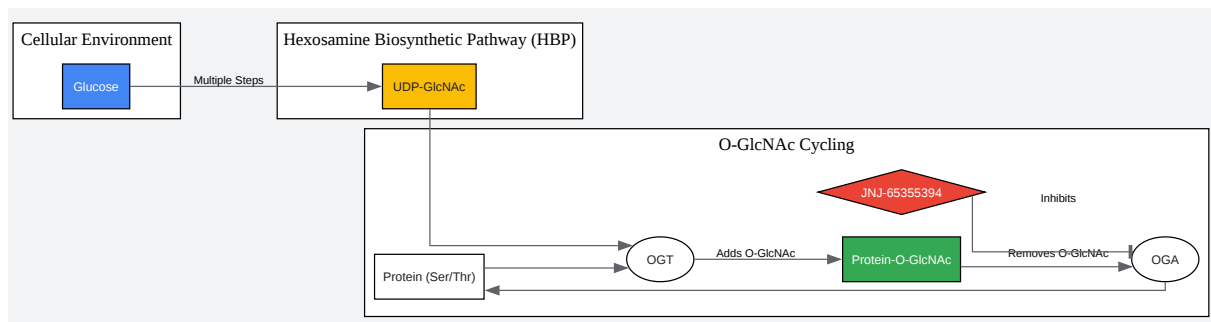 Cellular Environment
Hexosamine Biosynthetic Pathway (HBP)
Glucose
Multiple Steps
UDP-GlcNAc
O-GlcNAc Cycling
JNJ-65355394
Inhibits
Protein (Ser/Thr)
OGT
Adds O-GlcNAc
Protein-O-GlcNAc
Removes O-GlcNAc
OGA